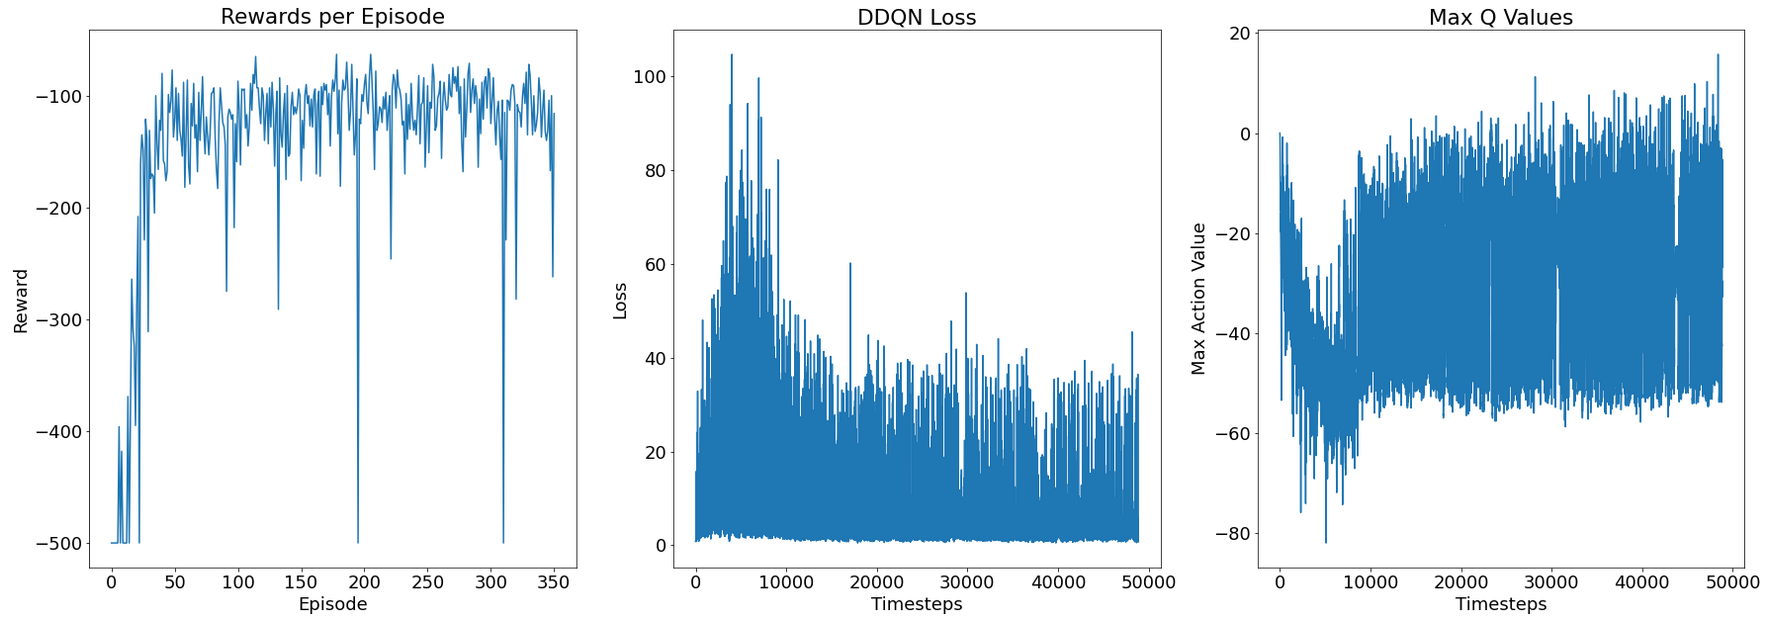 Rewards per Episode
Reward
−100
−200
−300
−400
−500
0 50 100 150 200 250 300 350
Episode
DDQN Loss
Loss
100
80
60
40
20
0
0 10000 20000 30000 40000 50000
Timesteps
Max Q Values
Max Action Value
20
0
−20
−40
−60
−80
0 10000 20000 30000 40000 50000
Timesteps